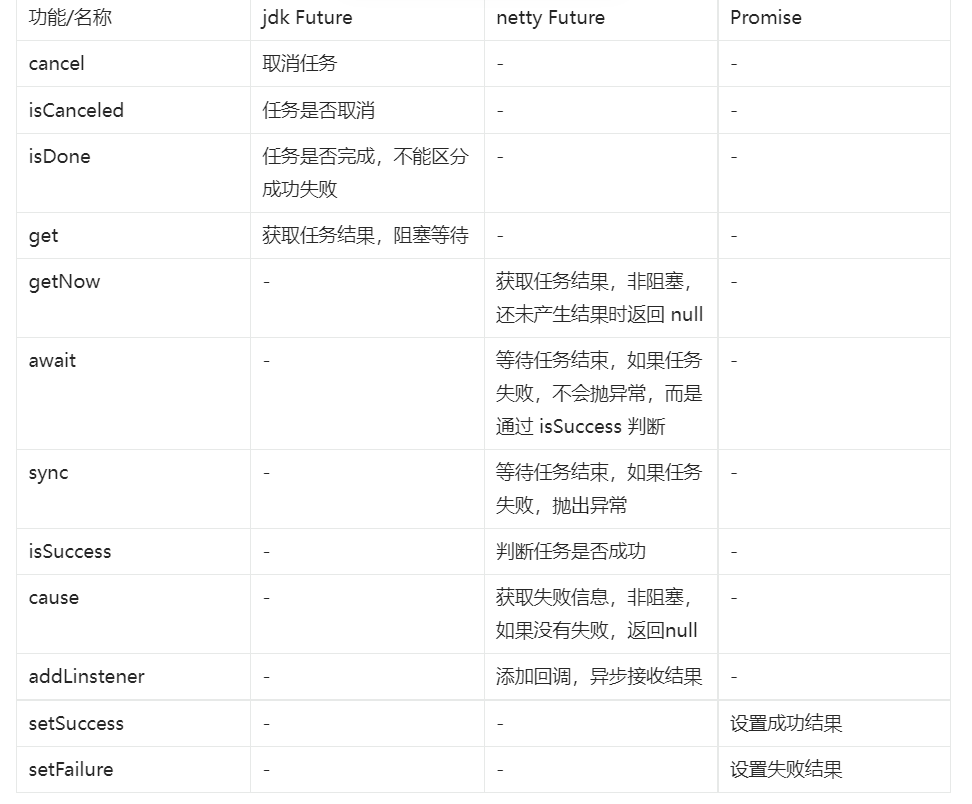 功能/名称 jdk Future netty Future Promise
cancel 取消任务 - -
isCanceled 任务是否取消 - -
isDone 任务是否完成，不能区分 - -
成功失败
get 获取任务结果，阻塞等待 - -
getNow - 获取任务结果，非阻塞， -
还未产生结果时返回 null
await - 等待任务结束，如果任务 -
失败，不会抛异常，而是
通过 isSuccess 判断
sync - 等待任务结束，如果任务 -
失败，抛出异常
isSuccess - 判断任务是否成功 -
cause - 获取失败信息，非阻塞， -
如果没有失败，返回null
addLinstener - 添加回调，异步接收结果 -
setSuccess - - 设置成功结果
setFailure - - 设置失败结果